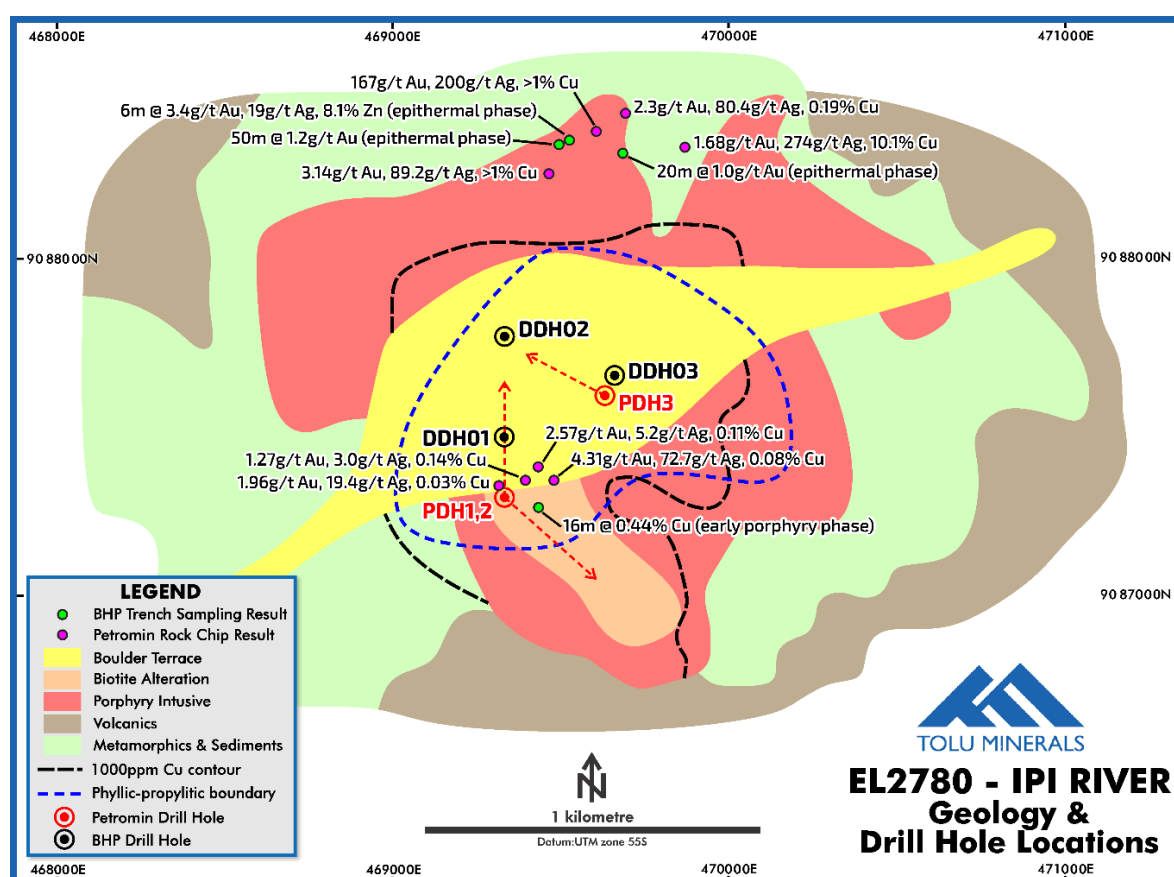 468000E
469000E
470000E
471000E
167g/t Au, 200g/t Ag, >1% Cu
6m @ 3.4g/t Au, 19g/t Ag, 8.1% Zn (epithermal phase)
2.3g/t Au, 80.4g/t Ag, 0.19% Cu
50m @ 1.2g/t Au (epithermal phase)
1.68g/t Au, 274g/t Ag, 10.1% Cu
3.14g/t Au, 89.2g/t Ag, >1% Cu
20m @ 1.0g/t Au (epithermal phase)
90 88000N
90 88000N
DDH02
DDH03
PDH3
DDH01
2.57g/t Au, 5.2g/t Ag, 0.11% Cu
1.27g/t Au, 3.0g/t Ag, 0.14% Cu
4.31g/t Au, 72.7g/t Ag, 0.08% Cu
1.96g/t Au, 19.4g/t Ag, 0.03% Cu
PDH1,2
16m @ 0.44% Cu (early porphyry phase)
90 87000N
LEGEND
BHP Trench Sampling Result
Petromin Rock Chip Result
Boulder Terrace
Biotite Alteration
Porphyry Intusive
Volcanics
Metamorphics & Sediments
1000ppm Cu contour
Phyllic-propylitic boundary
Petromin Drill Hole
BHP Drill Hole
N
1 kilometre
Datum:UTM zone 55S
TOLU MINERALS
EL2780 - IPI RIVER
Geology &
Drill Hole Locations
468000E
469000E
470000E
471000E